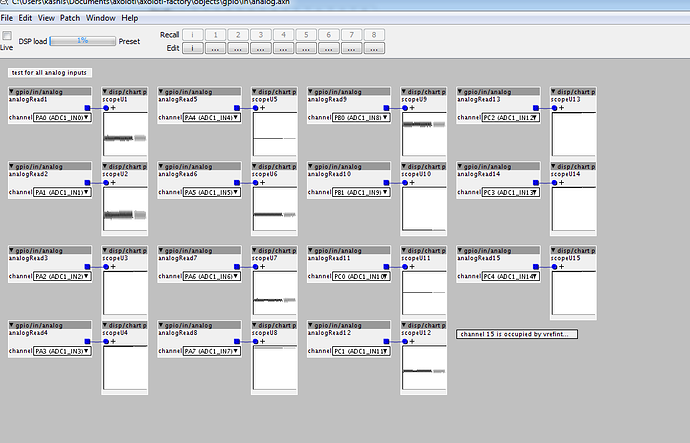 C:\Users\kashis\Documents\axoloti\axoloti-factory\objects\gpio\in\analog.axh
File Edit View Patch Window Help
Live DSP load 1% Preset Recall i 1 2 3 4 5 6 7 8
Edit i ... ... ... ... ... ... ... ...
test for all analog inputs
gpio/in/analog disp/chart p gpio/in/analog disp/chart p gpio/in/analog disp/chart p gpio/in/analog disp/chart p
analogRead1 scopeU1 analogRead5 scopeU5 analogRead9 scopeU9 analogRead13 scopeU13
+ + + +
channel PA0 (ADC1_IN0) channel PA4 (ADC1_IN4) channel PB0 (ADC1_IN8) channel PC2 (ADC1_IN12)
gpio/in/analog disp/chart p gpio/in/analog disp/chart p gpio/in/analog disp/chart p gpio/in/analog disp/chart p
analogRead2 scopeU2 analogRead6 scopeU6 analogRead10 scopeU10 analogRead14 scopeU14
+ + + +
channel PA1 (ADC1_IN1) channel PA5 (ADC1_IN5) channel PB1 (ADC1_IN9) channel PC3 (ADC1_IN13)
gpio/in/analog disp/chart p gpio/in/analog disp/chart p gpio/in/analog disp/chart p gpio/in/analog disp/chart p
analogRead3 scopeU3 analogRead7 scopeU7 analogRead11 scopeU11 analogRead15 scopeU15
+ + + +
channel PA2 (ADC1_IN2) channel PA6 (ADC1_IN6) channel PC0 (ADC1_IN10) channel PC4 (ADC1_IN14)
gpio/in/analog disp/chart p gpio/in/analog disp/chart p gpio/in/analog disp/chart p
analogRead4 scopeU4 analogRead8 scopeU8 analogRead12 scopeU12
channel 15 is occupied by vrefint...
+ + +
channel PA3 (ADC1_IN3) channel PA7 (ADC1_IN7) channel PC1 (ADC1_IN11)